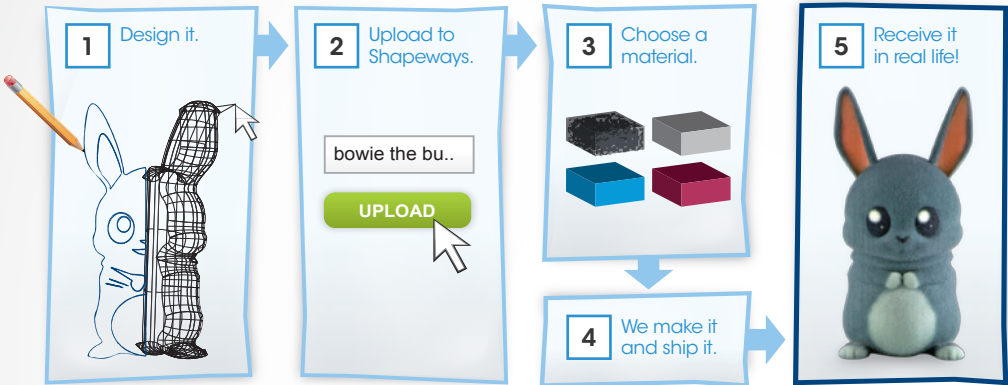 1
Design it.
2
Upload to
Shapeways.
bowie the bu..
UPLOAD
3
Choose a
material.
4
We make it
and ship it.
5
Receive it
in real life!